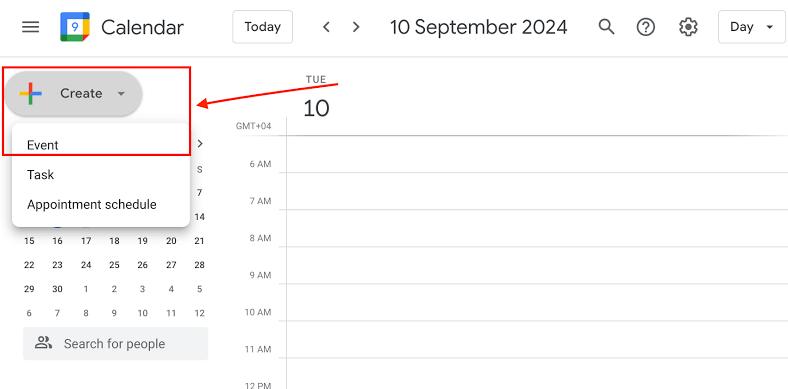 9 Calendar Today 10 September 2024 Day
Create
Event
Task
Appointment schedule
S
7
14
15 16 17 18 19 20 21
22 23 24 25 26 27 28
29 30 1 2 3 4 5
6 7 8 9 10 11 12
Search for people
TUE
10
GMT+04
6 AM
7 AM
8 AM
9 AM
10 AM
11 AM
12 PM